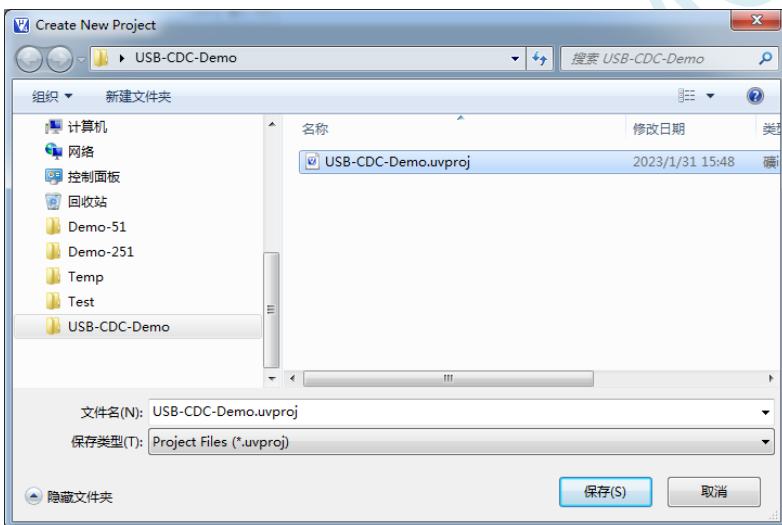 Create New Project
USB-CDC-Demo
搜索 USB-CDC-Demo
组织
新建文件夹
计算机
网络
控制面板
回收站
Demo-51
Demo-251
Temp
Test
USB-CDC-Demo
名称
修改日期
类型
USB-CDC-Demo.uvproj
2023/1/31 15:48
文件名(N):
USB-CDC-Demo.uvproj
保存类型(T):
Project Files (*.uvproj)
隐藏文件夹
保存(S)
取消